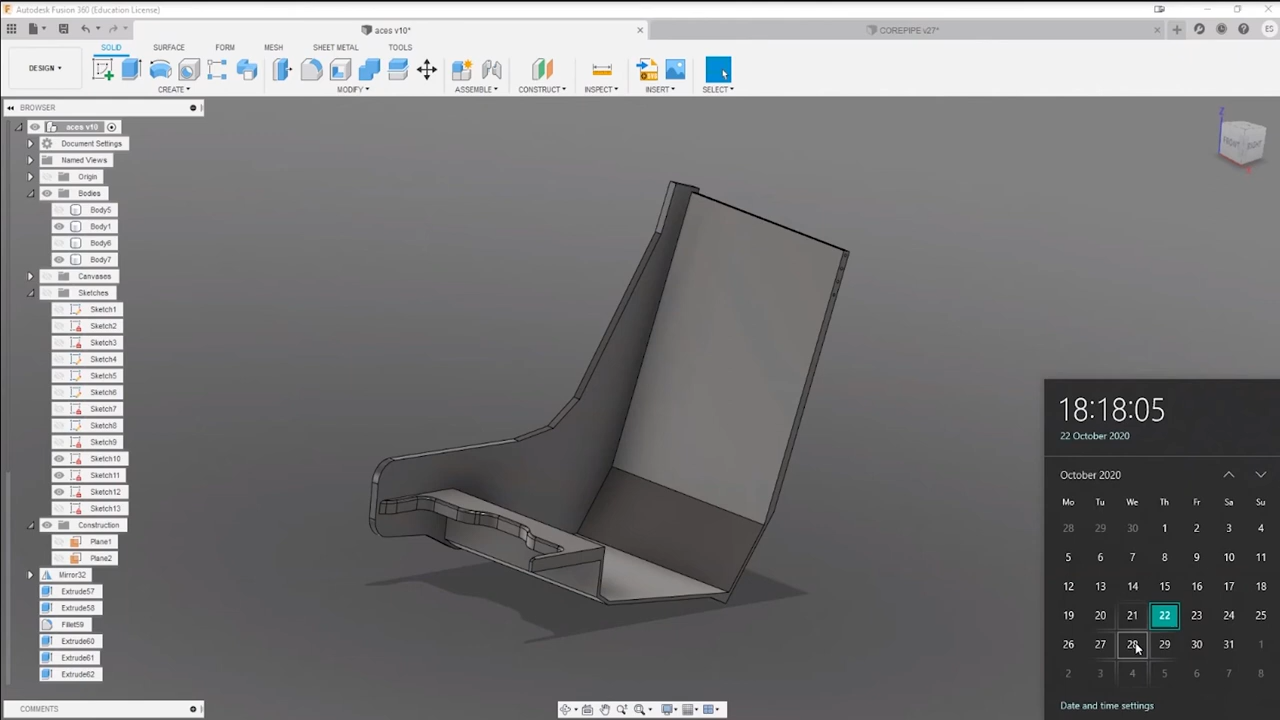 Autodesk Fusion 360 (Education License)
aces v10*
COREPIPE v27*
ES
DESIGN
SOLID
SURFACE
FORM
MESH
SHEET METAL
TOOLS
CREATE
MODIFY
ASSEMBLE
CONSTRUCT
INSPECT
INSERT
SELECT
BROWSER
aces v10
Document Settings
Named Views
Origin
Bodies
Body5
Body1
Body6
Body7
Canvases
Sketches
Sketch1
Sketch2
Sketch3
Sketch4
Sketch5
Sketch6
Sketch7
Sketch8
Sketch9
Sketch10
Sketch11
Sketch12
Sketch13
Construction
Plane1
Plane2
Mirror32
Extrude57
Extrude58
Fillet59
Extrude60
Extrude61
Extrude62
COMMENTS
Z
FRONT RIGHT
18:18:05
22 October 2020
October 2020
Mo Tu We Th Fr Sa Su
28 29 30 1 2 3 4
5 6 7 8 9 10 11
12 13 14 15 16 17 18
19 20 21 22 23 24 25
26 27 28 29 30 31 1
2 3 4 5 6 7 8
Date and time settings